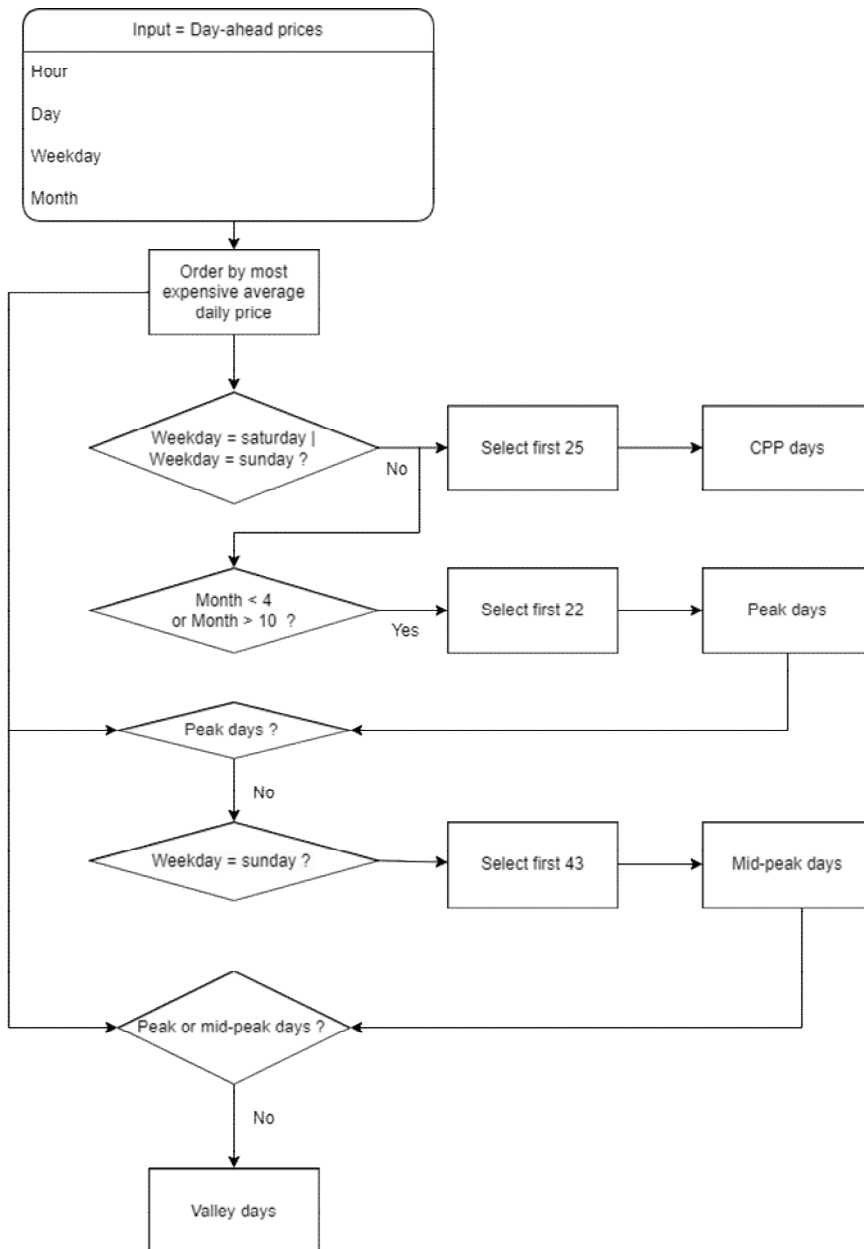 Input = Day-ahead prices
Hour
Day
Weekday
Month
Order by most
expensive average
daily price
Weekday = saturday |
Weekday = sunday ?
No
Select first 25
CPP days
Month < 4
or Month > 10 ?
Yes
Select first 22
Peak days
Peak days ?
No
Weekday = sunday ?
Select first 43
Mid-peak days
Peak or mid-peak days ?
No
Valley days